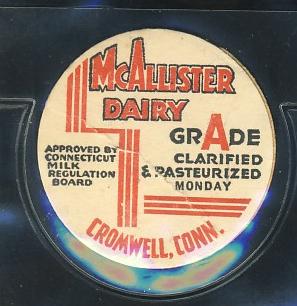 McALLISTER
DAIRY
GRADE
CLARIFIED
& PASTEURIZED
MONDAY
APPROVED BY
CONNECTICUT
MILK
REGULATION
BOARD
CROMWELL, CONN.